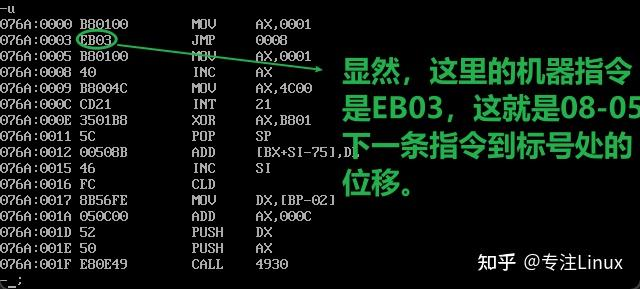 -u
076A:0000 B80100 MOV AX,0001
076A:0003 EB03 JMP 0008
076A:0005 B80100 MOV AX,0001
076A:0008 40 INC AX
076A:0009 B8004C MOV AX,4C00
076A:000C CD21 INT 21
076A:000E 3501B8 XOR AX,B801
076A:0011 5C POP SP
076A:0012 00508B ADD [BX+SI-75],D
076A:0015 46 INC SI
076A:0016 FC CLD
076A:0017 8B56FE MOV DX,[BP-02]
076A:001A 050C00 ADD AX,000C
076A:001D 52 PUSH DX
076A:001E 50 PUSH AX
076A:001F E80E49 CALL 4930
-_;
显然，这里的机器指令
是EB03，这就是08-05
下一条指令到标号处的
位移。
知乎 @专注Linux